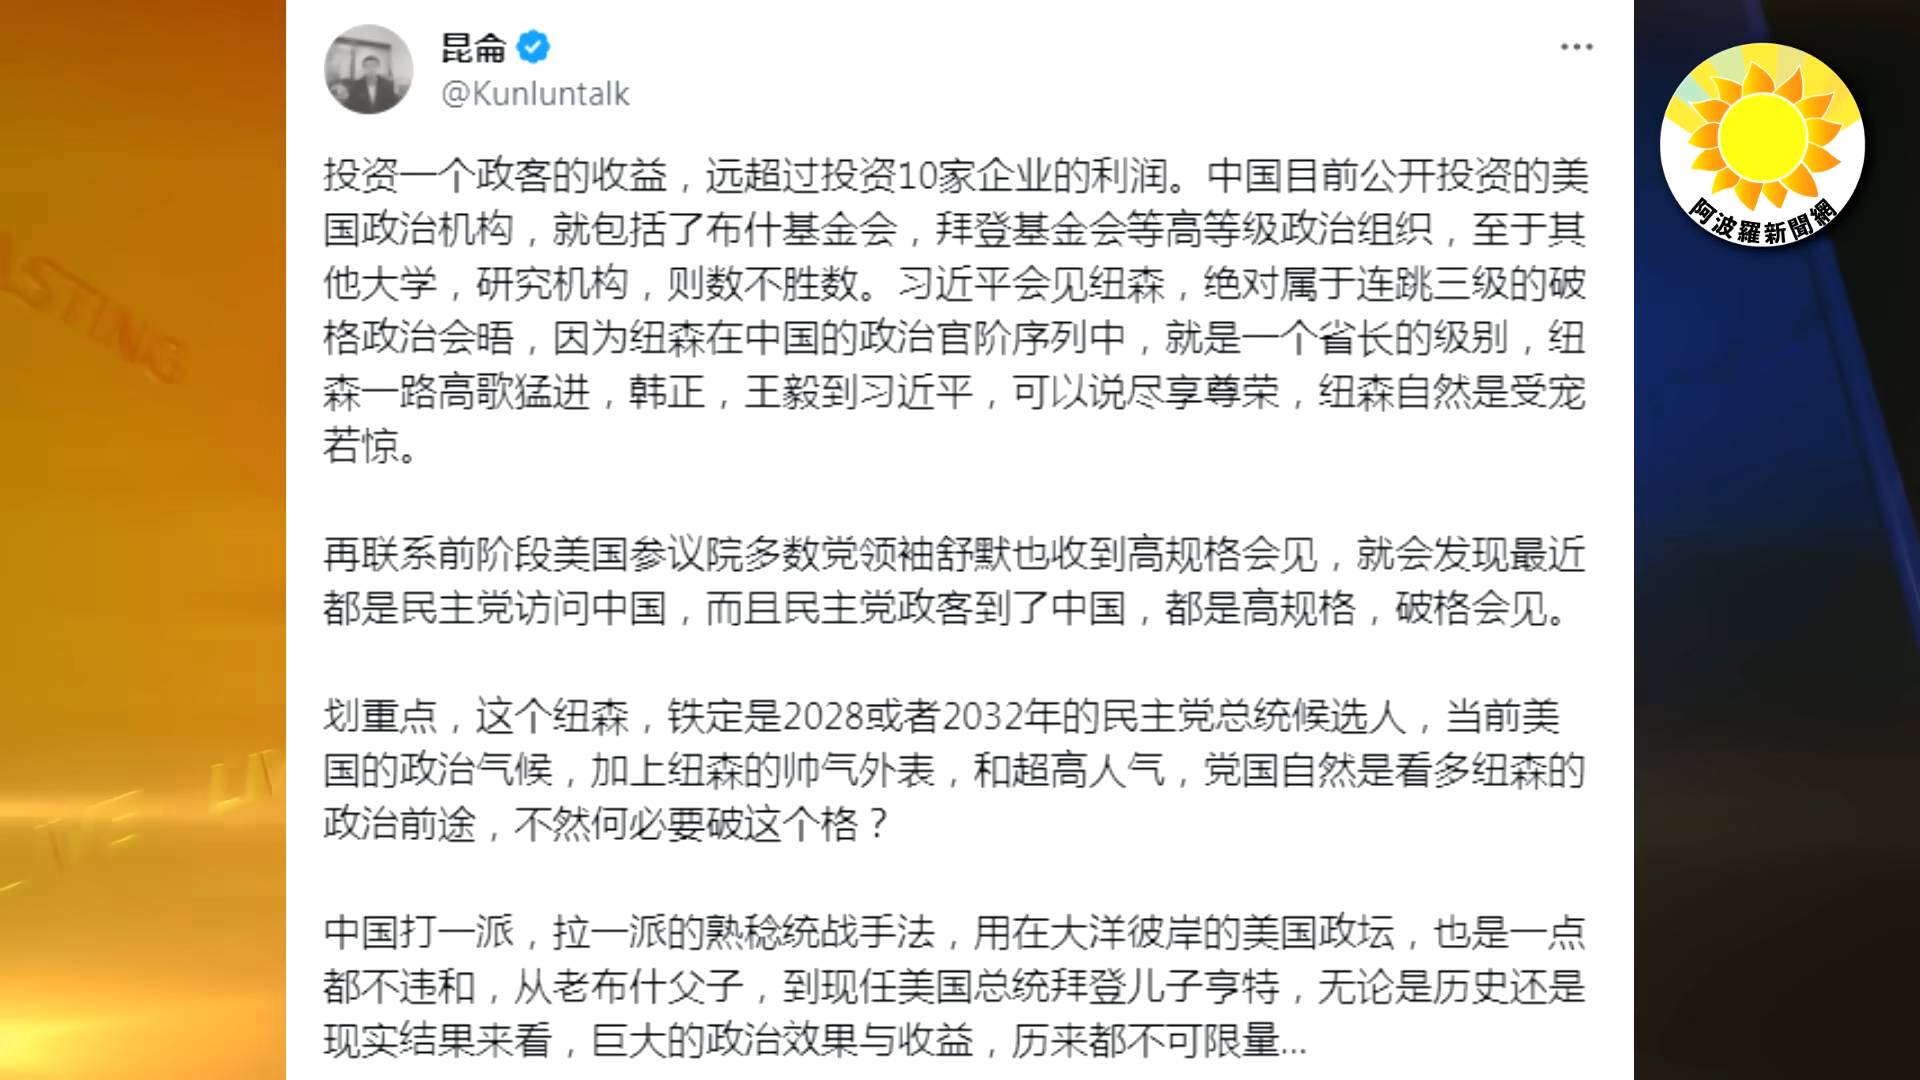 昆侖
@Kunluntalk
投资一个政客的收益，远超过投资10家企业的利润。中国目前公开投资的美
国政治机构，就包括了布什基金会，拜登基金会等高等级政治组织，至于其
他大学，研究机构，则数不胜数。习近平会见纽森，绝对属于连跳三级的破
格政治会晤，因为纽森在中国的政治官阶序列中，就是一个省长的级别，纽
森一路高歌猛进，韩正，王毅到习近平，可以说尽享尊荣，纽森自然是受宠
若惊。
再联系前阶段美国参议院多数党领袖舒默也收到高规格会见，就会发现最近
都是民主党访问中国，而且民主党政客到了中国，都是高规格，破格会见。
划重点，这个纽森，铁定是2028或者2032年的民主党总统候选人，当前美
国的政治气候，加上纽森的帅气外表，和超高人气，党国自然是看多纽森的
政治前途，不然何必要破这个格？
中国打一派，拉一派的熟稔统战手法，用在大洋彼岸的美国政坛，也是一点
都不违和，从老布什父子，到现任美国总统拜登儿子亨特，无论是历史还是
现实结果来看，巨大的政治效果与收益，历来都不可限量...
阿波羅新聞網
ASTING
LIVE